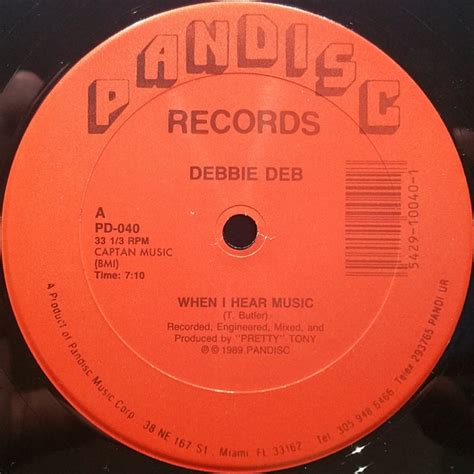 PANDISC
RECORDS
DEBBIE DEB
A
PD-040
33 1/3 RPM
CAPTAN MUSIC
(BMI)
Time: 7:10
5429-10040-1
WHEN I HEAR MUSIC
(T. Butler)
Recorded, Engineered, Mixed, and
Produced by "PRETTY" TONY
℗ © 1989 PANDISC
A Product of Pandisc Music Corp. 38 NE 167 St. Miami, FL 33162 Tel. 305 948 6466, Telex 293765 PANDI UR